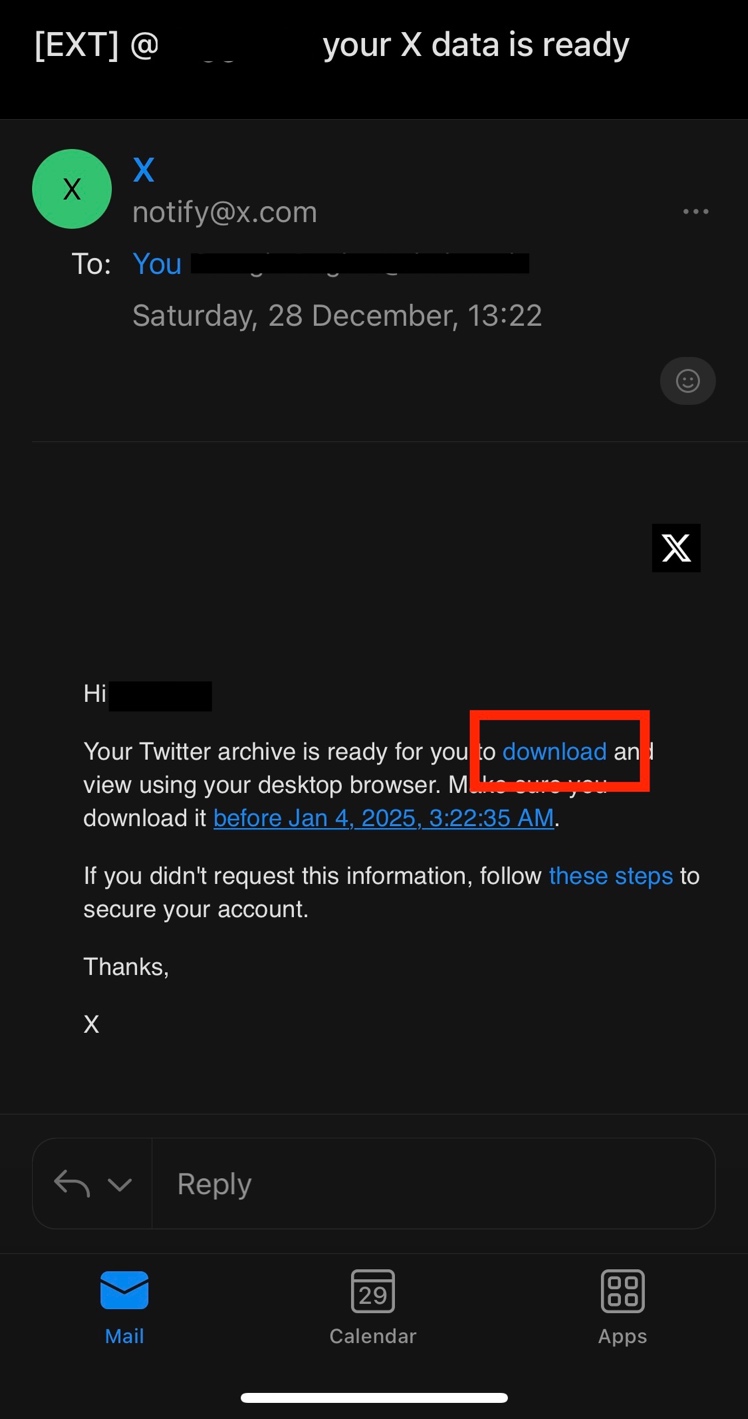 [EXT] @ your X data is ready
X
X
notify@x.com
To: You
Saturday, 28 December, 13:22
X
Hi
Your Twitter archive is ready for you to download and
view using your desktop browser. Make sure you
download it before Jan 4, 2025, 3:22:35 AM.
If you didn't request this information, follow these steps to
secure your account.
Thanks,
X
Reply
29
Mail Calendar Apps